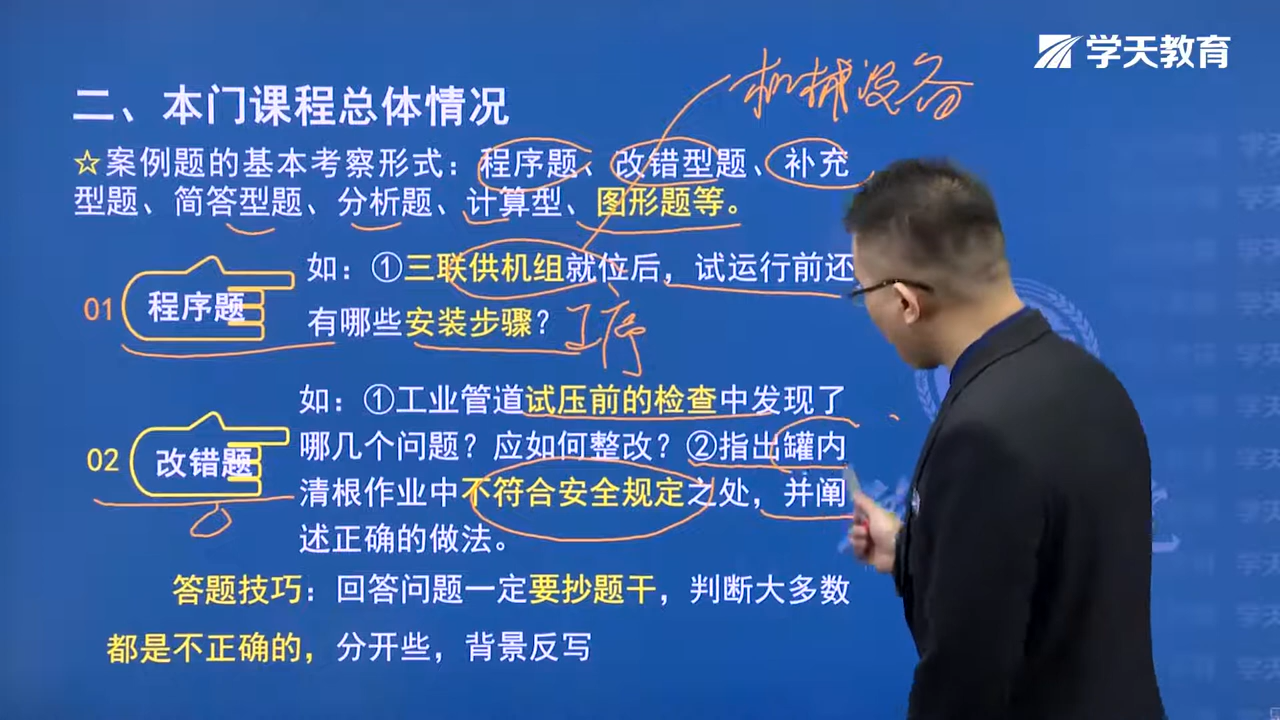 学天教育
机械设备
二、本门课程总体情况
☆案例题的基本考察形式：程序题、改错型题、补充
型题、简答型题、分析题、计算型、图形题等。
如：①三联供机组就位后，试运行前还
01 程序题
有哪些安装步骤？工序
如：①工业管道试压前的检查中发现了
哪几个问题？应如何整改？②指出罐内
02 改错题
清根作业中不符合安全规定之处，并阐
述正确的做法。
答题技巧：回答问题一定要抄题干，判断大多数
都是不正确的，分开些，背景反写